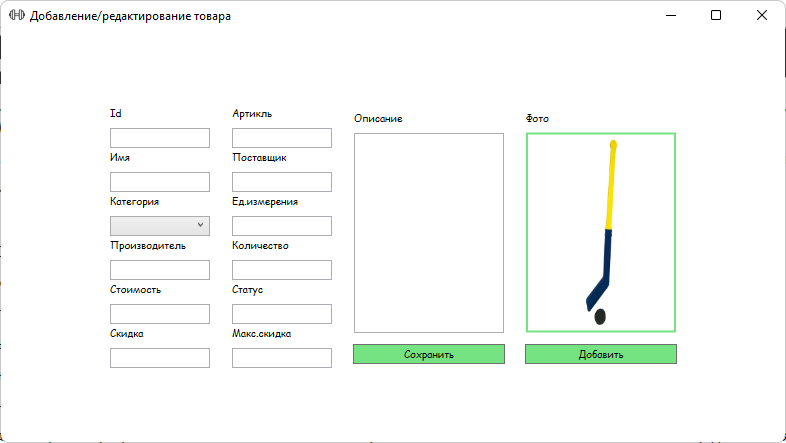 Добавление/редактирование товара
Id
Артикль
Описание
Фото
Имя
Поставщик
Категория
Ед.измерения
Производитель
Количество
Стоимость
Статус
Скидка
Макс.скидка
Сохранить
Добавить